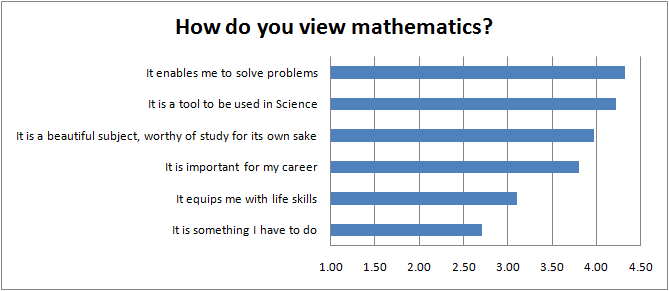 How do you view mathematics?
It enables me to solve problems
It is a tool to be used in Science
It is a beautiful subject, worthy of study for its own sake
It is important for my career
It equips me with life skills
It is something I have to do
1.00 1.50 2.00 2.50 3.00 3.50 4.00 4.50